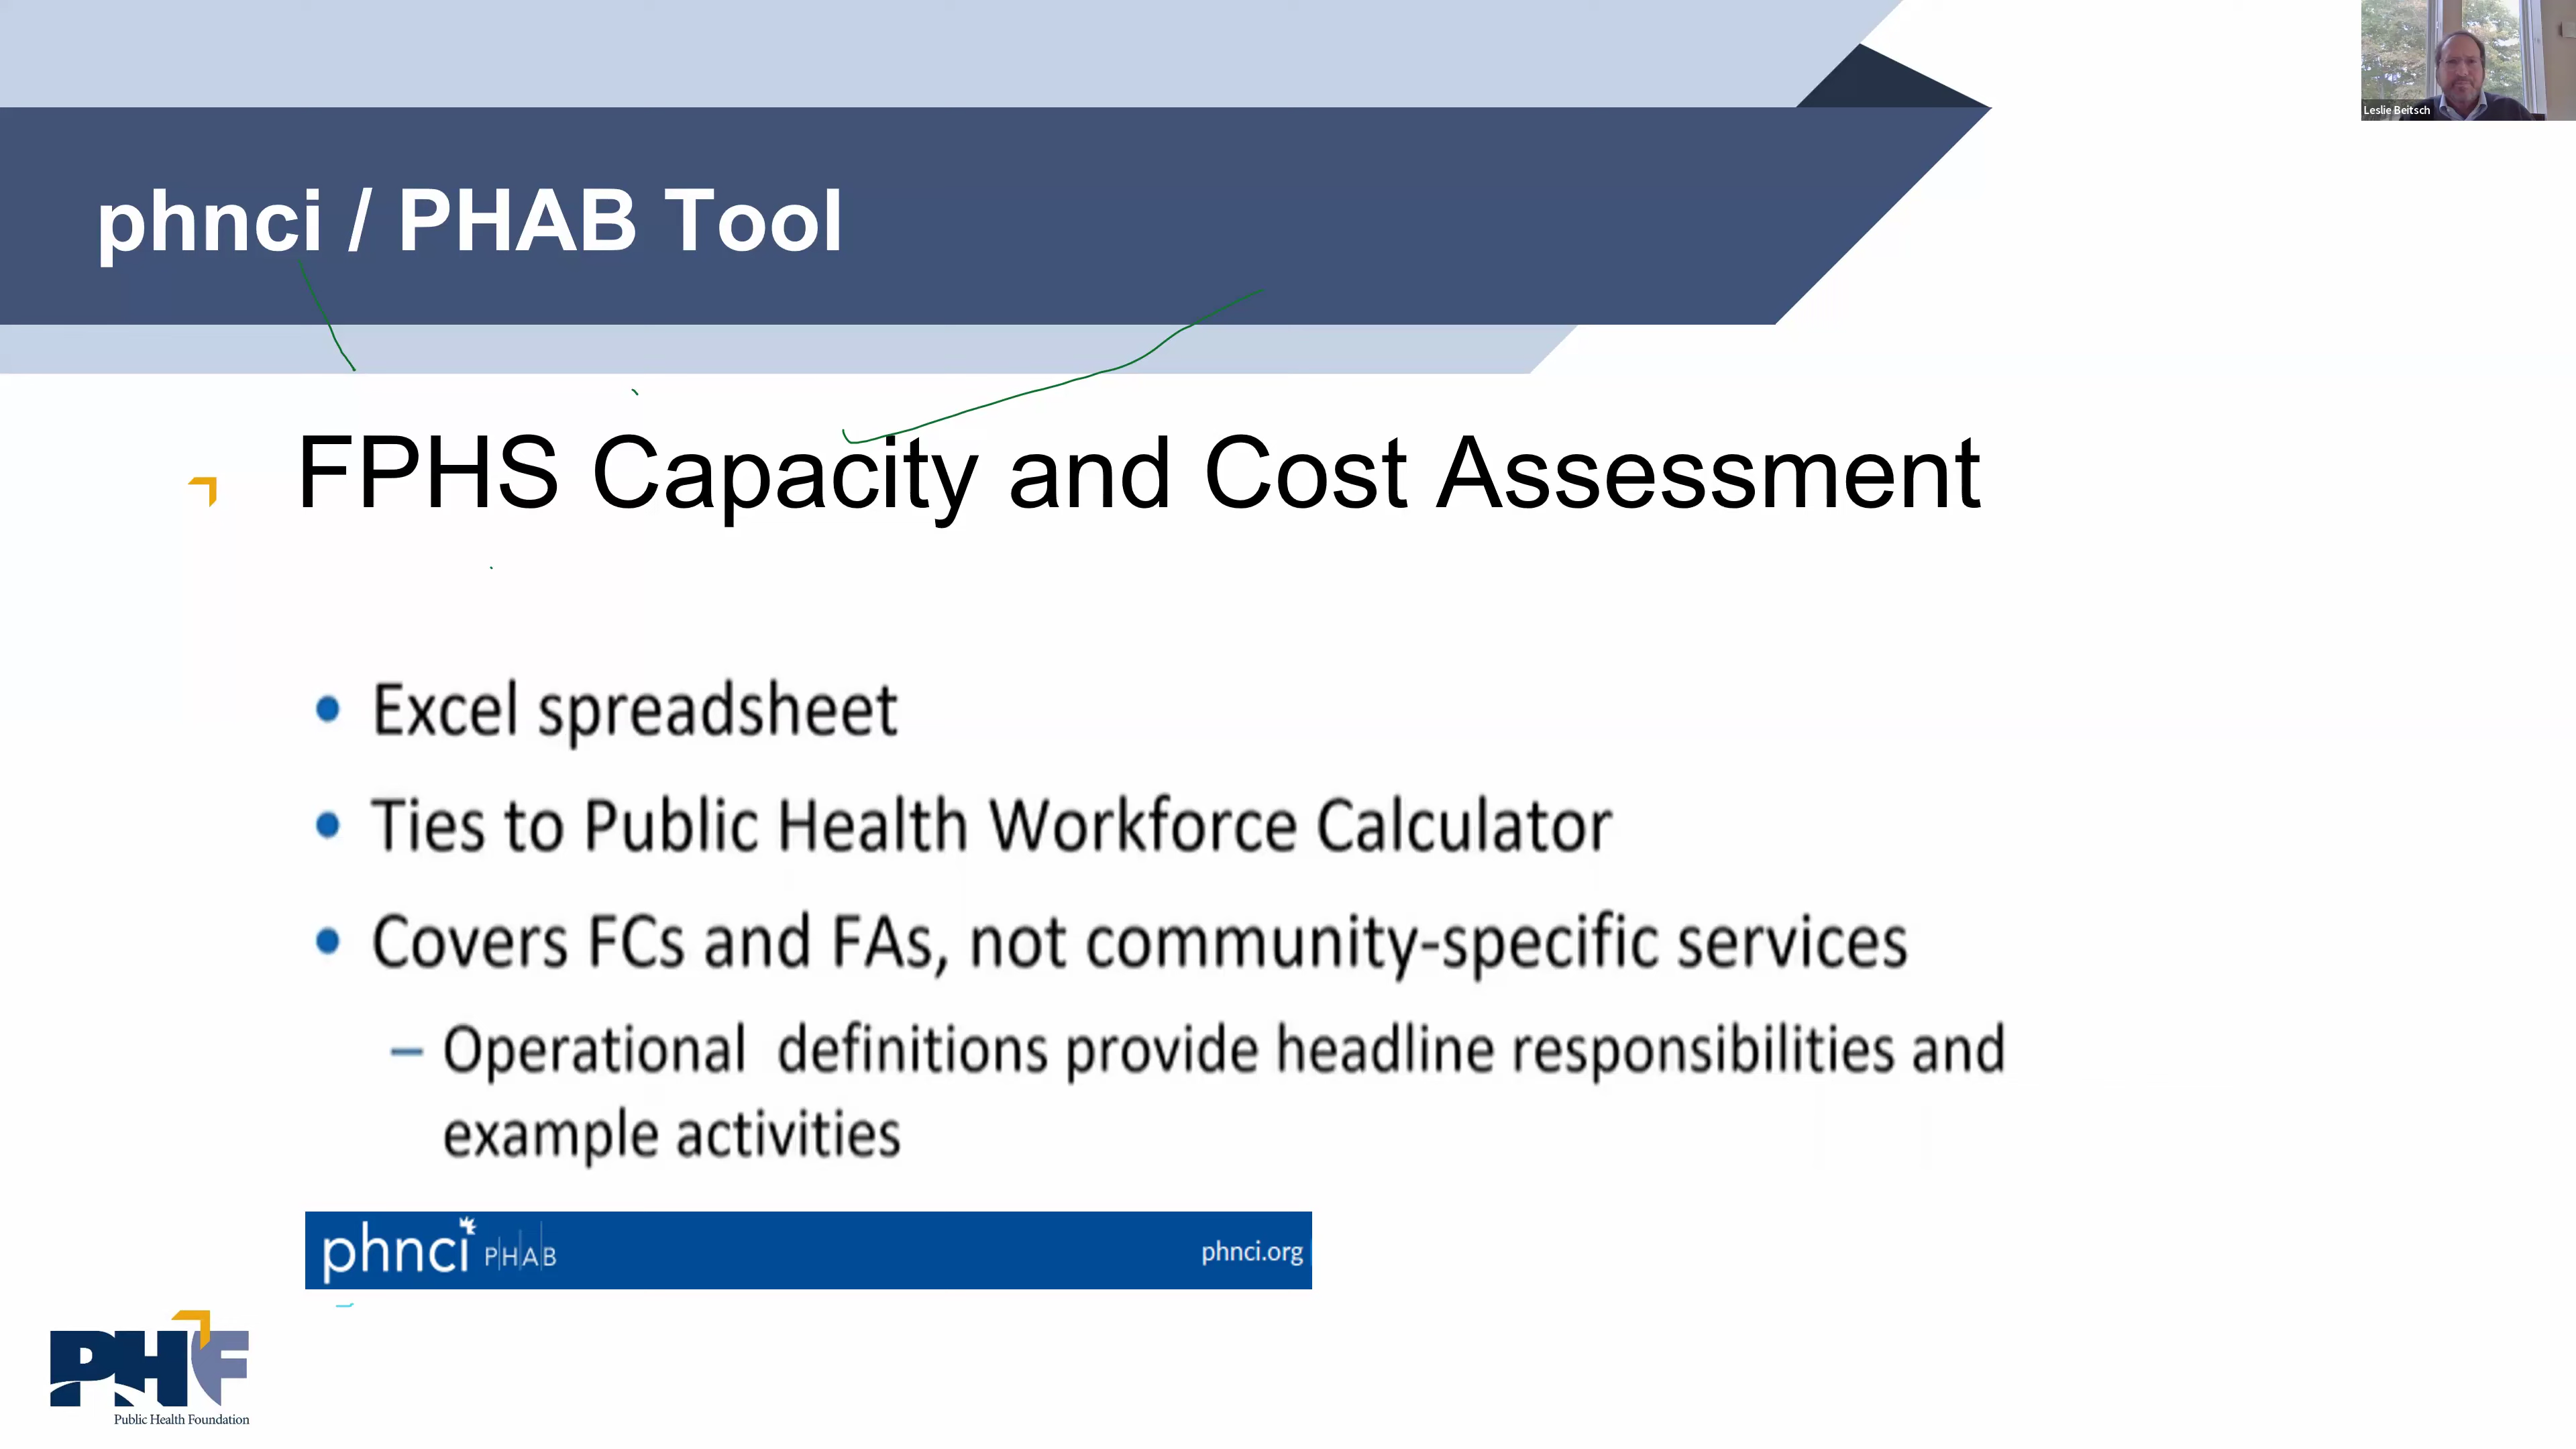 Leslie Beitsch
phnci / PHAB Tool
FPHS Capacity and Cost Assessment
• Excel spreadsheet
• Ties to Public Health Workforce Calculator
• Covers FCs and FAs, not community-specific services
– Operational definitions provide headline responsibilities and
example activities
phnci P|H|A|B
phnci.org
PHF
Public Health Foundation